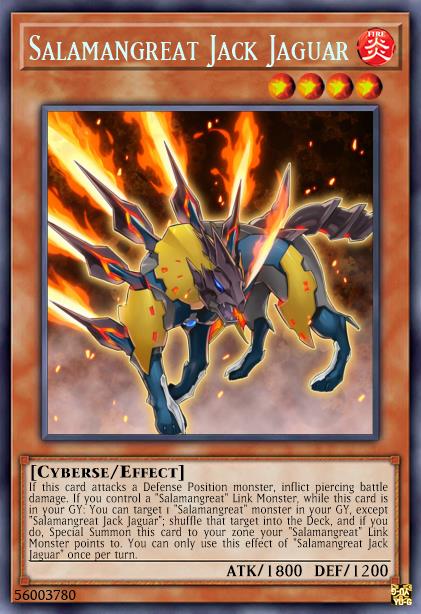 SALAMANGREAT JACK JAGUAR
FIRE
炎
[CYBERSE/EFFECT]
If this card attacks a Defense Position monster, inflict piercing battle
damage. If you control a "Salamangreat" Link Monster, while this card is
in your GY: You can target 1 "Salamangreat" monster in your GY, except
"Salamangreat Jack Jaguar"; shuffle that target into the Deck, and if you
do, Special Summon this card to your zone your "Salamangreat" Link
Monster points to. You can only use this effect of "Salamangreat Jack
Jaguar" once per turn.
ATK/1800 DEF/1200
56003780